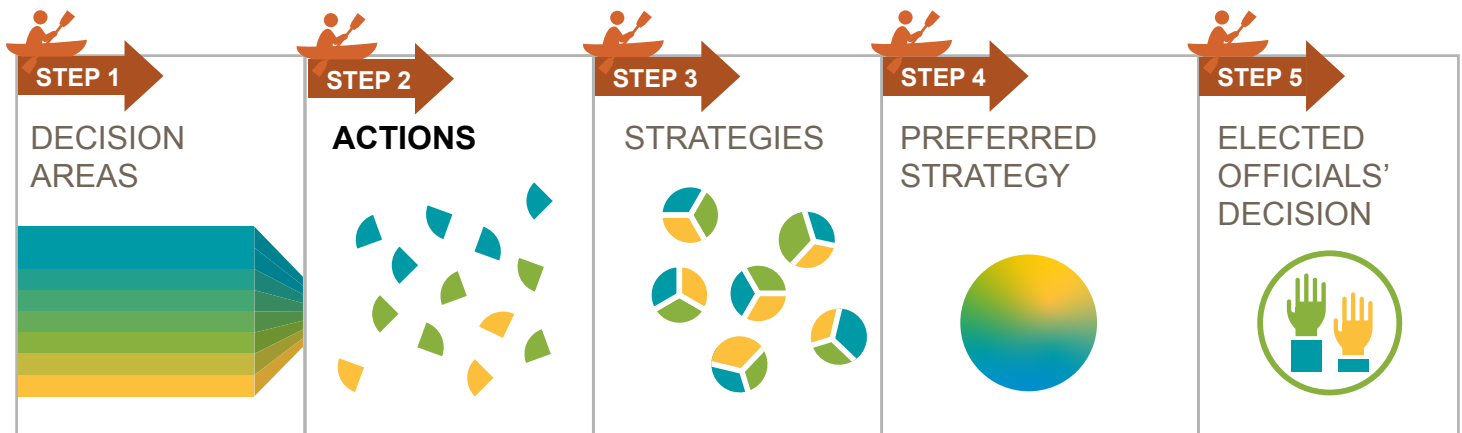 STEP 1
DECISION
AREAS
STEP 2
ACTIONS
STEP 3
STRATEGIES
STEP 4
PREFERRED
STRATEGY
STEP 5
ELECTED
OFFICIALS’
DECISION